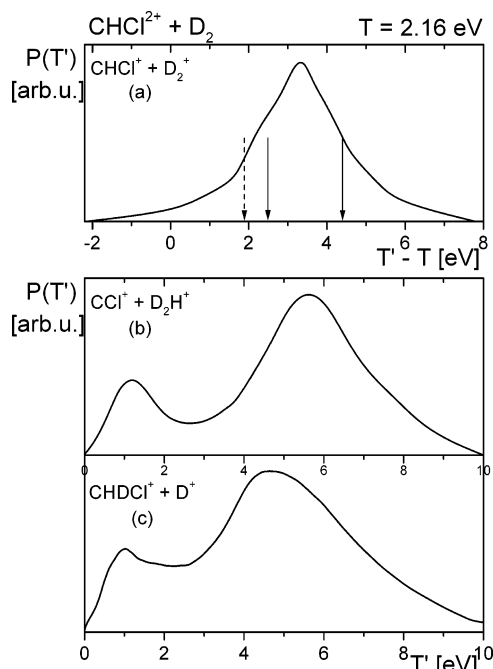 CHCl²⁺ + D₂ T = 2.16 eV
P(T')
[arb.u.]
CHCl⁺ + D₂⁺
(a)
-2 0 2 4 6 8
T' - T [eV]
P(T')
[arb.u.]
CCl⁺ + D₂H⁺
(b)
0 2 4 6 8 10
CHDCl⁺ + D⁺
(c)
0 2 4 6 8 10
T' [eV]